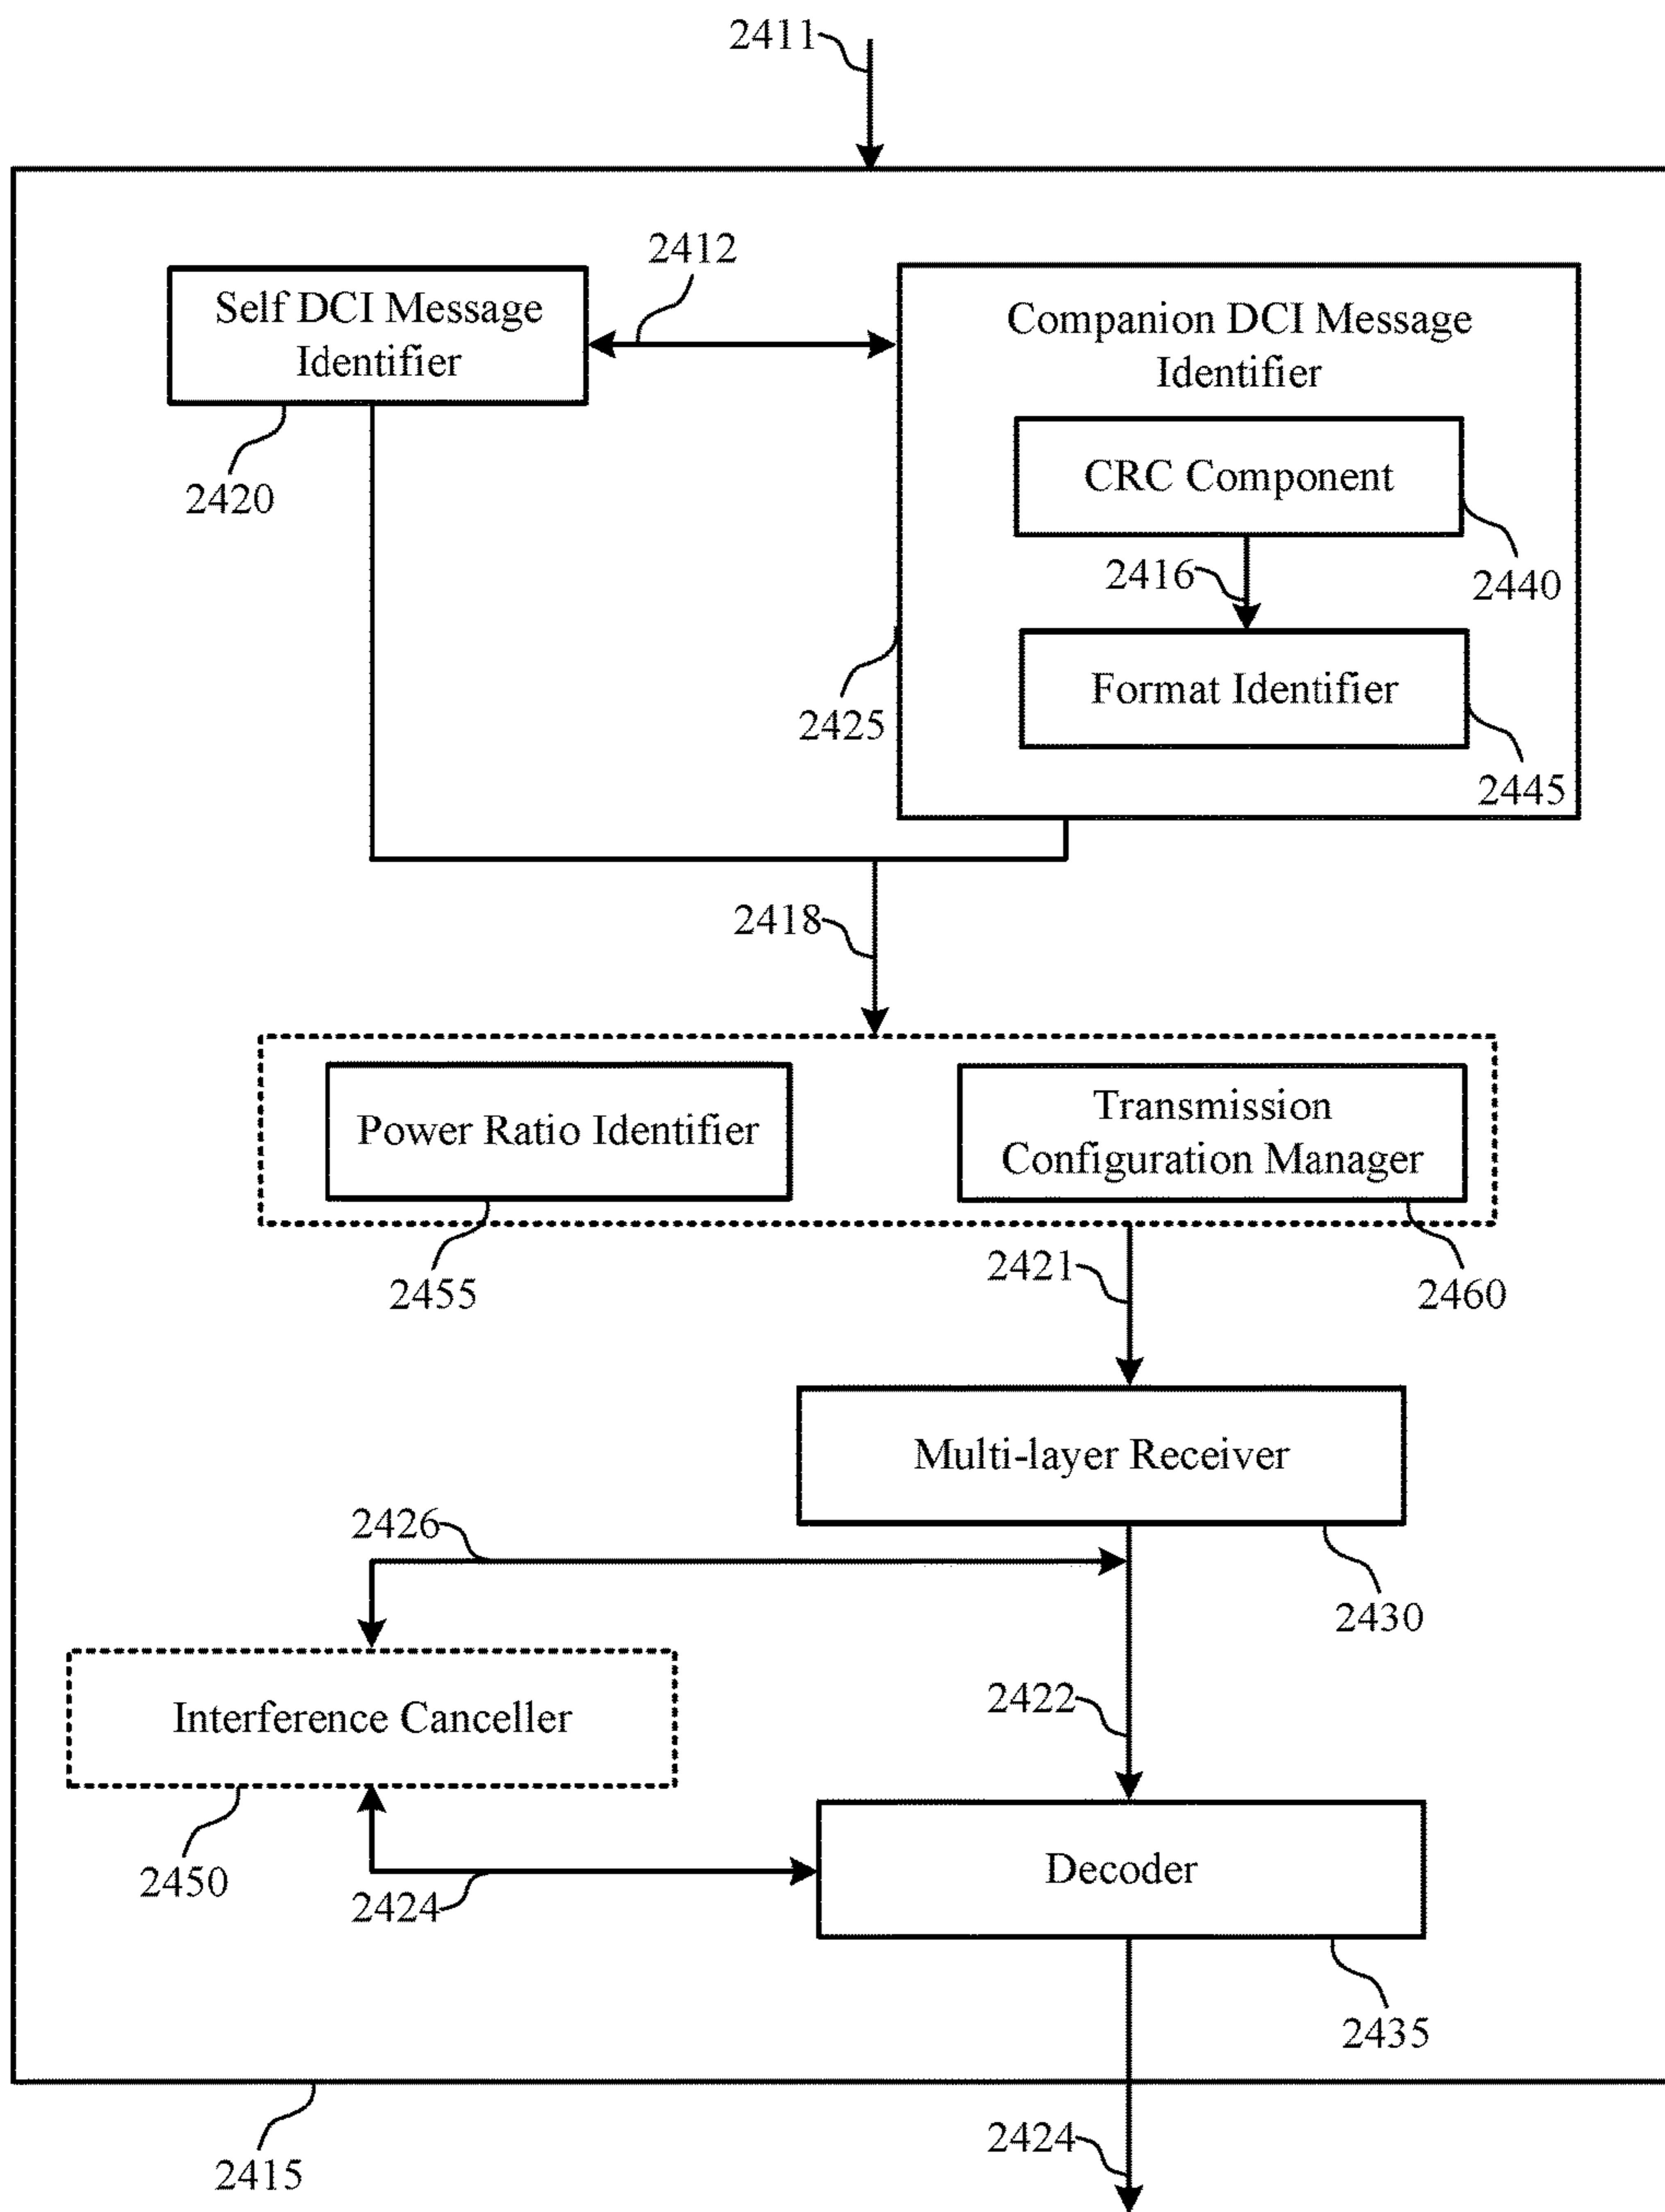 2411
2412
Self DCI Message
Identifier
2420
Companion DCI Message
Identifier
CRC Component
2440
2416
Format Identifier
2425
2445
2418
Power Ratio Identifier
Transmission
Configuration Manager
2455
2421
2460
Multi-layer Receiver
2426
2430
Interference Canceller
2422
2450
2424
Decoder
2435
2415
2424